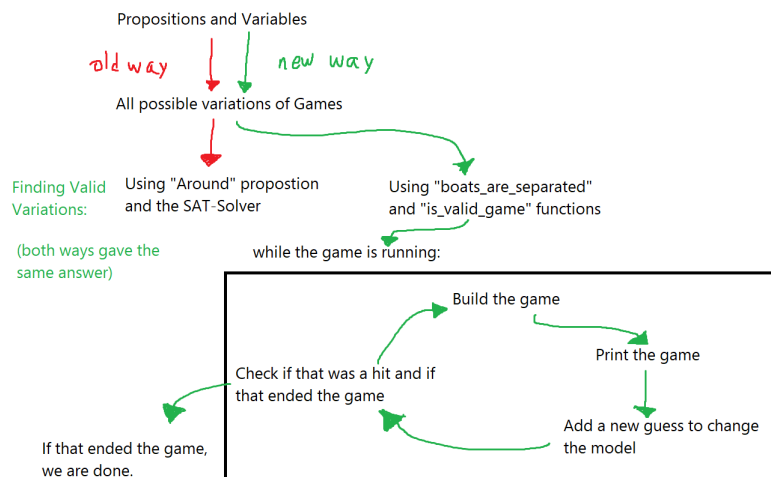 Propositions and Variables
old way
new way
All possible variations of Games
Finding Valid
Variations:
(both ways gave the
same answer)
Using "Around" propostion
and the SAT-Solver
Using "boats_are_separated"
and "is_valid_game" functions
while the game is running:
Build the game
Print the game
Add a new guess to change
the model
Check if that was a hit and if
that ended the game
If that ended the game,
we are done.